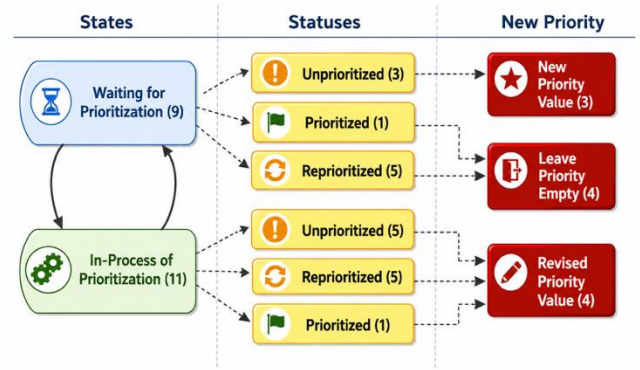 States
Statuses
New Priority
Waiting for
Prioritization (9)
Unprioritized (3)
Prioritized (1)
Reprioritized (5)
New
Priority
Value (3)
Leave
Priority
Empty (4)
In-Process of
Prioritization (11)
Unprioritized (5)
Reprioritized (5)
Prioritized (1)
Revised
Priority
Value (4)